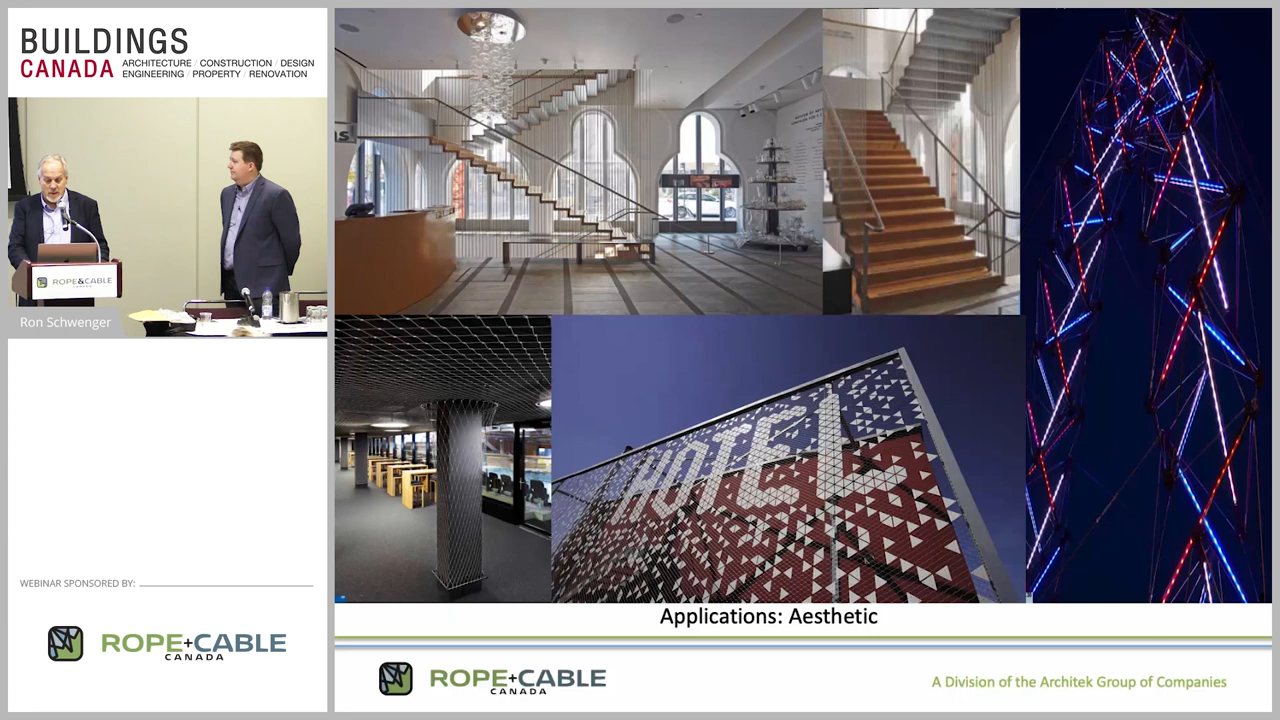 BUILDINGS
CANADA
ARCHITECTURE / CONSTRUCTION / DESIGN
ENGINEERING / PROPERTY / RENOVATION
ROPE&CABLE
CANADA
Ron Schwenger
WEBINAR SPONSORED BY:
ROPE+CABLE
CANADA
HOTEL
Applications: Aesthetic
ROPE+CABLE
CANADA
A Division of the Architek Group of Companies